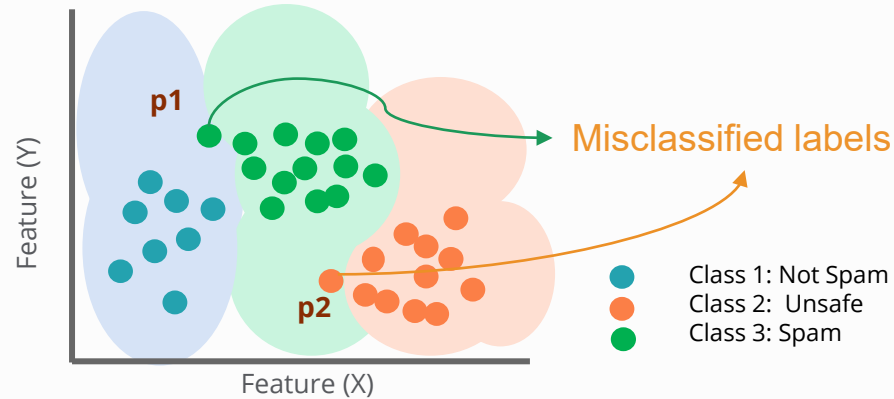 p1
Misclassified labels
Feature (Y)
p2
Class 1: Not Spam
Class 2: Unsafe
Class 3: Spam
Feature (X)